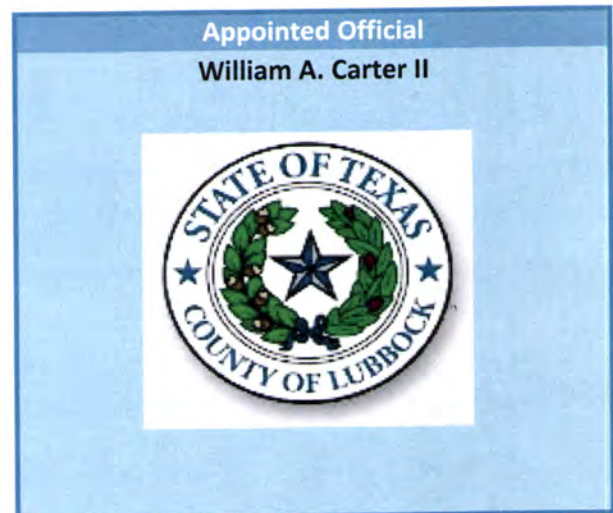 Appointed Official
William A. Carter II
STATE OF TEXAS
COUNTY OF LUBBOCK